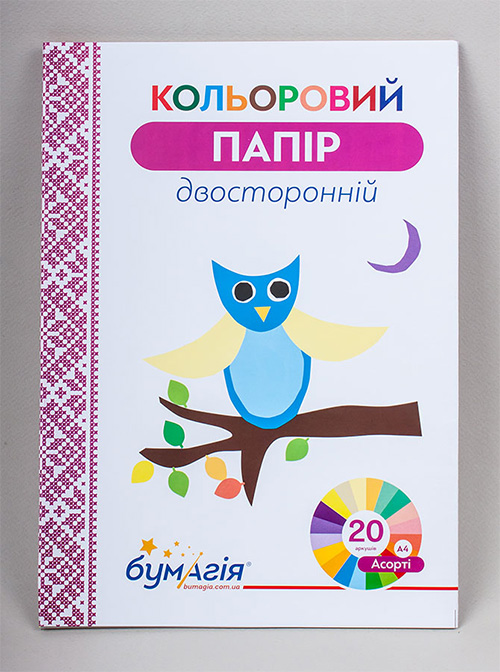 КОЛЬОРОВИЙ
ПАПІР
двосторонній
20
аркушів
А4
Асорті
бумагія®
bumagia.com.ua